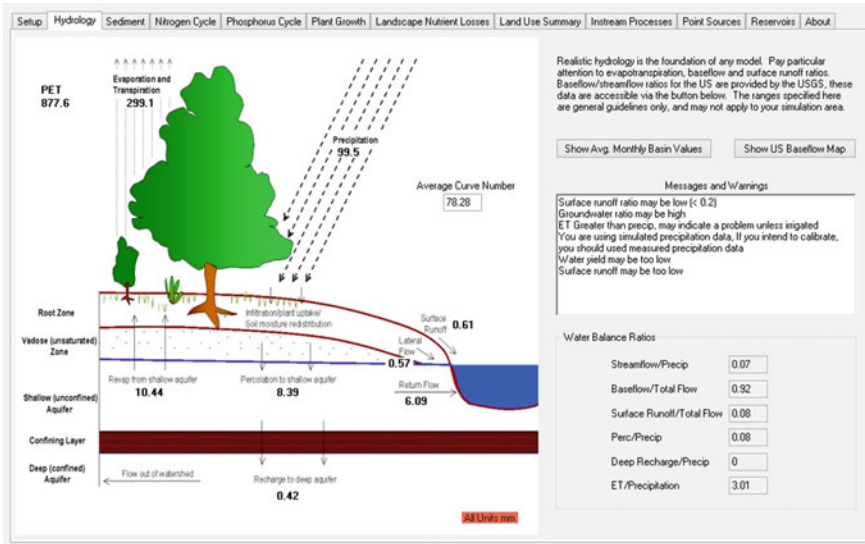 Setup Hydrology Sediment Nitrogen Cycle Phosphorus Cycle Plant Growth Landscape Nutrient Losses Land Use Summary Instream Processes Point Sources Reservoirs About
PET
877.6
Evaporation and
Transpiration
299.1
Precipitation
99.5
Average Curve Number
78.28
Root Zone
Infiltration/plant uptake/
Soil moisture redistribution
Surface
Runoff
0.61
Vadose (unsaturated)
Zone
Lateral
Flow
0.57
Revap from shallow aquifer
10.44
Percolation to shallow aquifer
8.39
Return Flow
6.09
Shallow (unconfined)
Aquifer
Confining Layer
Deep (confined)
Aquifer
Flow out of watershed
Recharge to deep aquifer
0.42
All Units mm
Realistic hydrology is the foundation of any model. Pay particular
attention to evapotranspiration, baseflow and surface runoff ratios.
Baseflow/streamflow ratios for the US are provided by the USGS, these
data are accessible via the button below. The ranges specified here
are general guidelines only, and may not apply to your simulation area.
Show Avg. Monthly Basin Values Show US Baseflow Map
Messages and Warnings
Surface runoff ratio may be low (< 0.2)
Groundwater ratio may be high
ET Greater than precip, may indicate a problem unless irrigated
You are using simulated precipitation data, If you intend to calibrate,
you should used measured precipitation data
Water yield may be too low
Surface runoff may be too low
Water Balance Ratios
Streamflow/Precip 0.07
Baseflow/Total Flow 0.92
Surface Runoff/Total Flow 0.08
Perc/Precip 0.08
Deep Recharge/Precip 0
ET/Precipitation 3.01